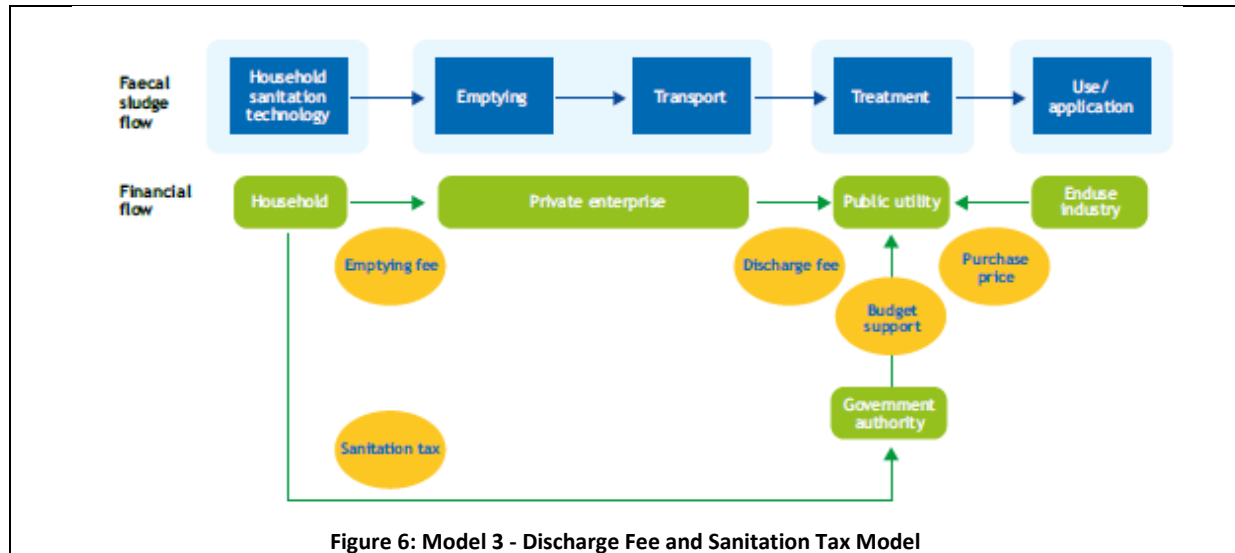 Faecal
sludge
flow
Household
sanitation
technology
Emptying
Transport
Treatment
Use/
application
Financial
flow
Household
Private enterprise
Public utility
Enduse
industry
Emptying fee
Discharge fee
Purchase
price
Budget
support
Government
authority
Sanitation tax
Figure 6: Model 3 - Discharge Fee and Sanitation Tax Model